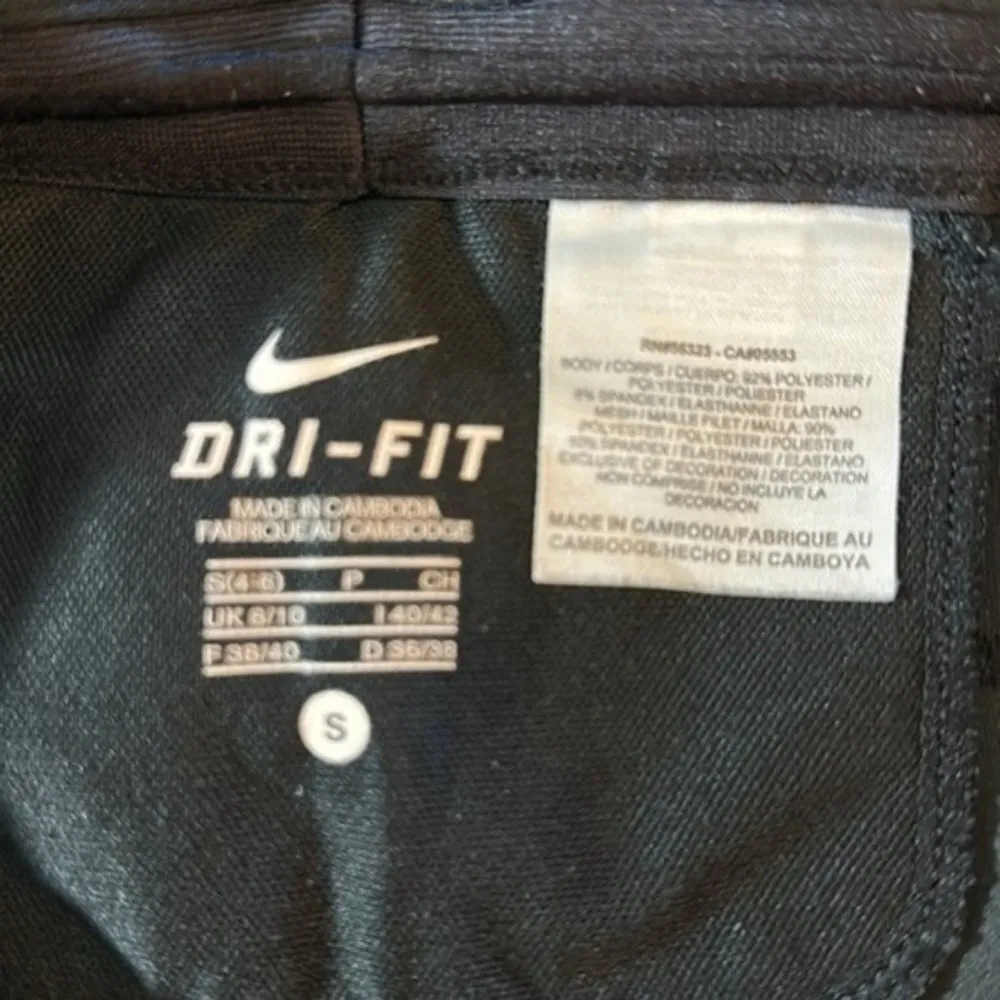 DRI-FIT
MADE IN CAMBODIA
FABRIQUE AU CAMBODGE
S(4-6) P CH
UK 8/10 I 40/42
F 36/40 D 36/38
S
RN#56323 - CA#05553
BODY / CORPS / CUERPO: 92% POLYESTER /
POLYESTER / POLIESTER
8% SPANDEX / ELASTHANNE / ELASTANO
MESH / MAILLE FILET / MALLA: 90%
POLYESTER / POLYESTER / POLIESTER
10% SPANDEX / ELASTHANNE / ELASTANO
EXCLUSIVE OF DECORATION / DECORATION
NON COMPRISE / NO INCLUYE LA
DECORACION
MADE IN CAMBODIA/FABRIQUE AU
CAMBODGE/HECHO EN CAMBOYA